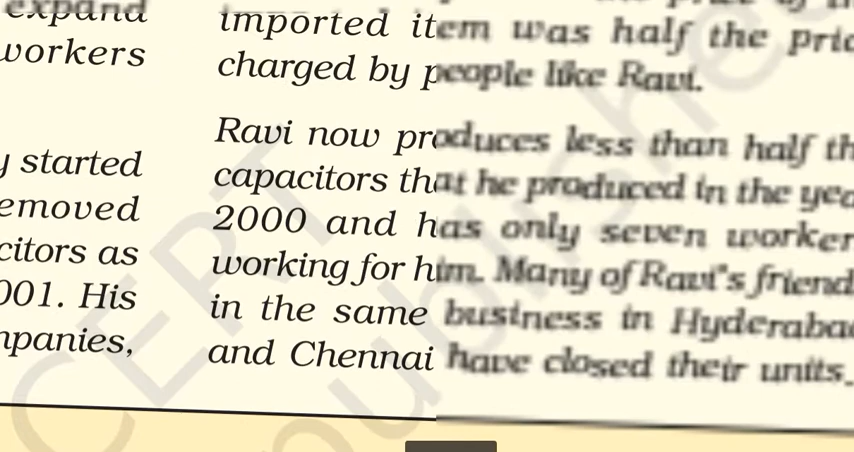 expand
workers
y started
emoved
citors as
001. His
mpanies,
imported item was half the pric
charged by people like Ravi.
Ravi now produces less than half th
capacitors that he produced in the yea
2000 and has only seven worker
working for him. Many of Ravi's friend
in the same business in Hyderabad
and Chennai have closed their units.